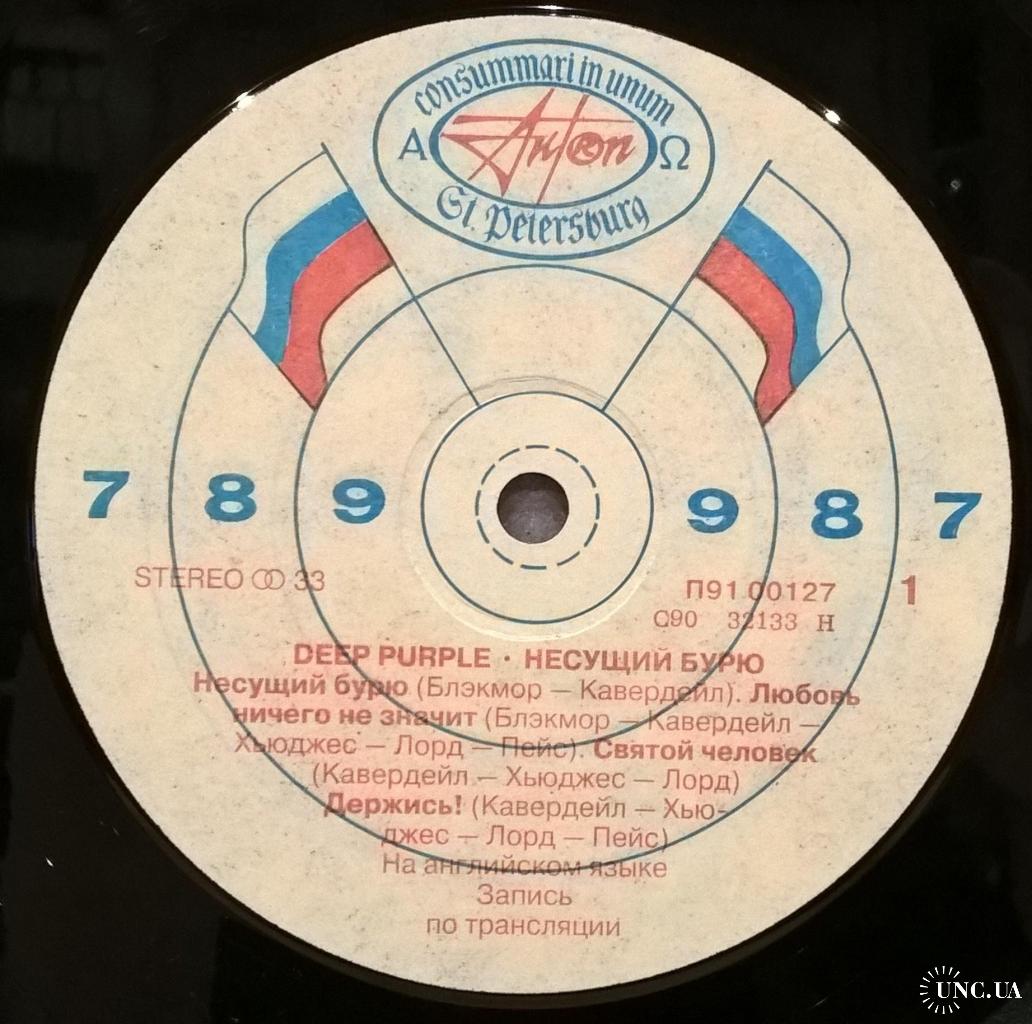 consummari in unum
Α Anton Ω
St. Petersburg
7 8 9 9 8 7
STEREO 33
П91 00127 1
С90 32133 Н
DEEP PURPLE · НЕСУЩИЙ БУРЮ
Несущий бурю (Блэкмор — Кавердейл). Любовь
ничего не значит (Блэкмор — Кавердейл —
Хьюджес — Лорд — Пейс). Святой человек
(Кавердейл — Хьюджес — Лорд)
Держись! (Кавердейл — Хью-
джес — Лорд — Пейс)
На английском языке
Запись
по трансляции
UNC.UA